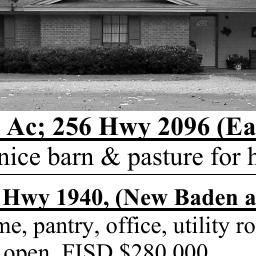 Ac; 256 Hwy 2096 (Ea
nice barn & pasture for h
Hwy 1940, (New Baden a
me, pantry, office, utility ro
open. FISD $280,000